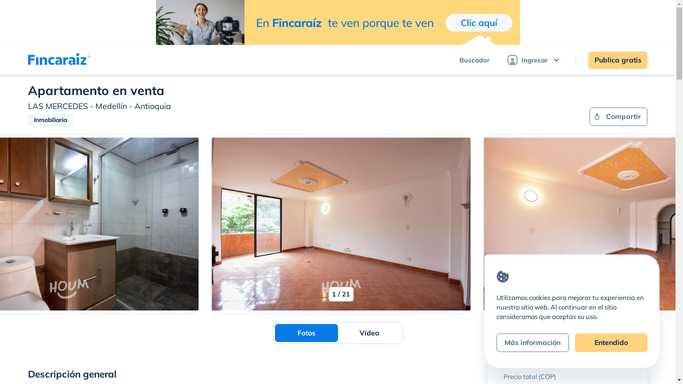 En Fincaraíz te ven porque te ven
Clic aquí
Fincaraíz
Buscador
Ingresar
Publica gratis
Apartamento en venta
LAS MERCEDES - Medellín - Antioquia
Inmobiliaria
Compartir
HOUM
HOUM
1 / 21
Utilizamos cookies para mejorar tu experiencia en
nuestro sitio web. Al continuar en el sitio
consideramos que aceptas su uso.
Más información
Entendido
Fotos
Vídeo
Descripción general
Precio total (COP)